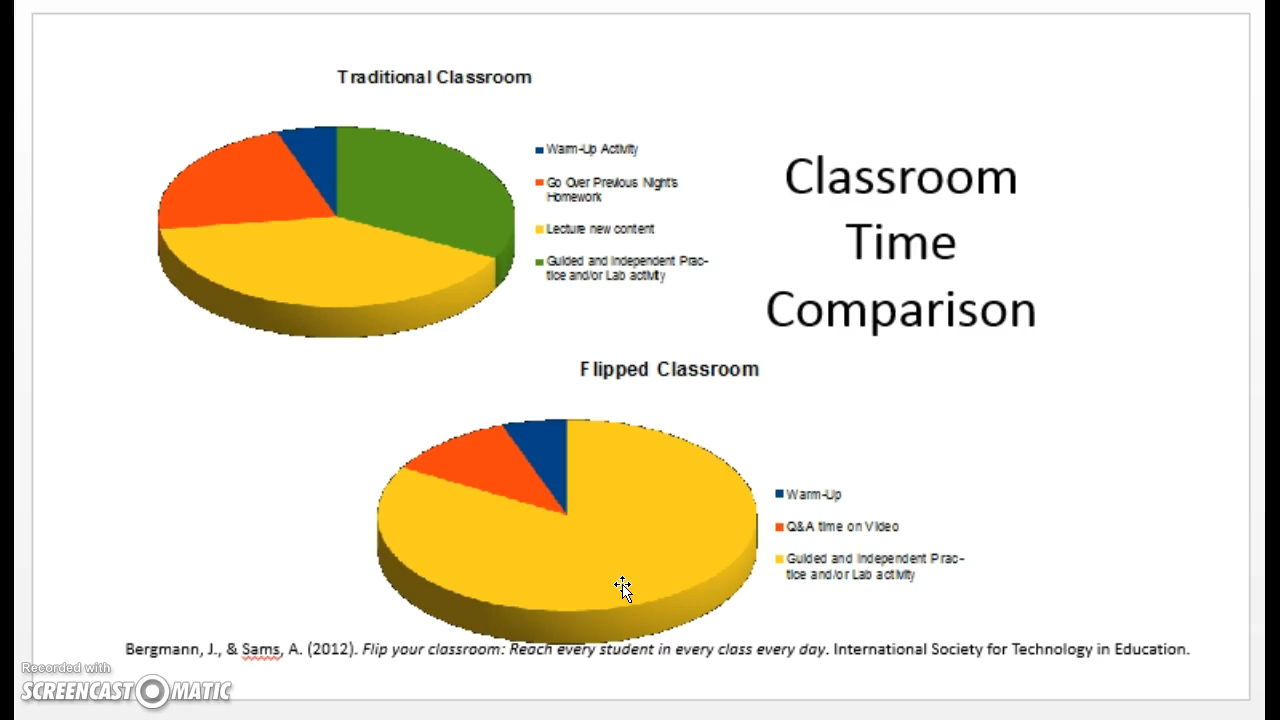 Traditional Classroom
Warm-Up Activity
Go Over Previous Night's
Homework
Lecture new content
Guided and Independent Prac-
tice and/or Lab activity
Classroom
Time
Comparison
Flipped Classroom
Warm-Up
Q&A time on Video
Guided and Independent Prac-
tice and/or Lab activity
Bergmann, J., & Sams, A. (2012). Flip your classroom: Reach every student in every class every day. International Society for Technology in Education.
Recorded with
SCREENCAST MATIC